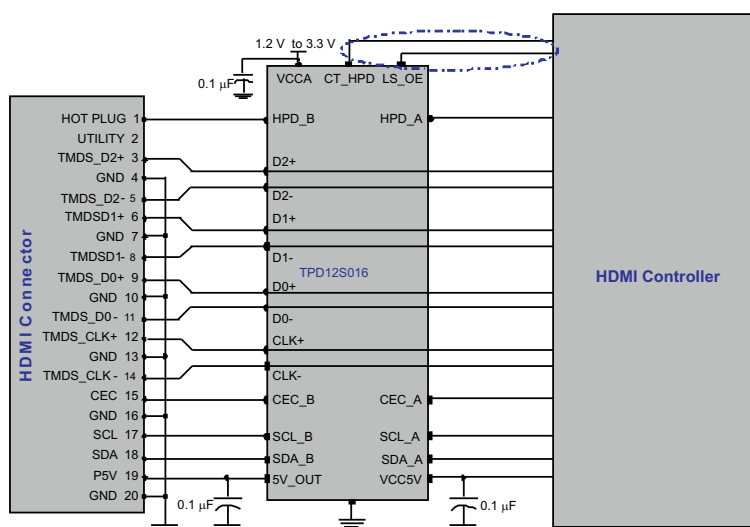 1.2 V to 3.3 V
0.1 µF
VCCA CT_HPD LS_OE
HDMI Connector
HOT PLUG 1
UTILITY 2
TMDS_D2+ 3
GND 4
TMDS_D2- 5
TMDSD1+ 6
GND 7
TMDSD1- 8
TMDS_D0+ 9
GND 10
TMDS_D0- 11
TMDS_CLK+ 12
GND 13
TMDS_CLK- 14
CEC 15
GND 16
SCL 17
SDA 18
P5V 19
GND 20
HPD_B HPD_A
D2+
D2-
D1+
D1-
TPD12S016
D0+
D0-
CLK+
CLK-
CEC_B CEC_A
SCL_B SCL_A
SDA_B SDA_A
5V_OUT VCC5V
0.1 µF
0.1 µF
HDMI Controller